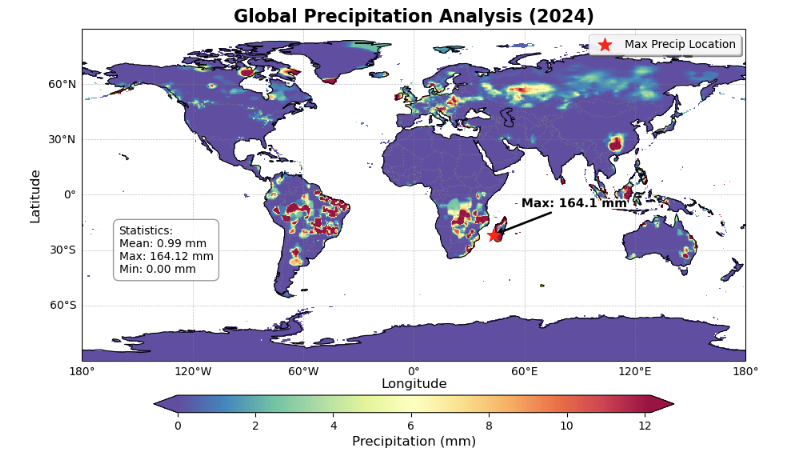 Global Precipitation Analysis (2024)
Max Precip Location
60°N
30°N
0°
30°S
60°S
Latitude
Max: 164.1 mm
Statistics:
Mean: 0.99 mm
Max: 164.12 mm
Min: 0.00 mm
180° 120°W 60°W 0° 60°E 120°E 180°
Longitude
0 2 4 6 8 10 12
Precipitation (mm)